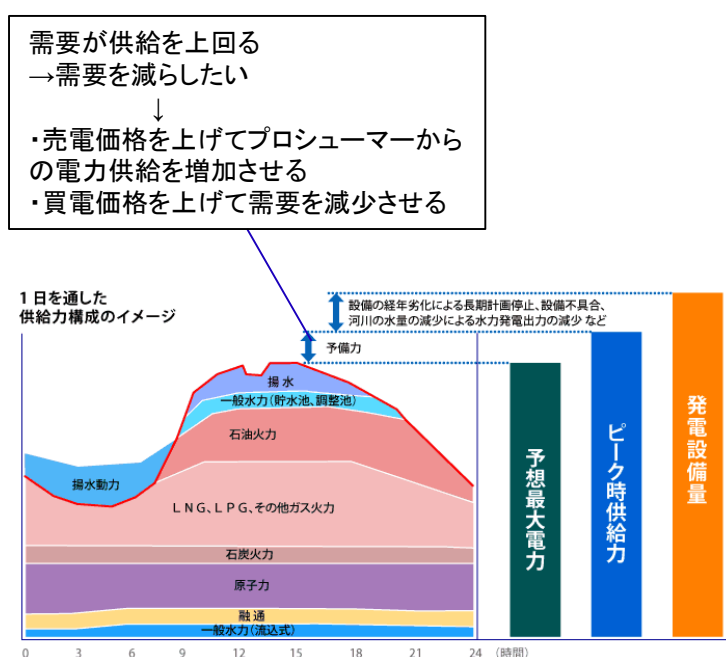 需要が供給を上回る
→需要を減らしたい
↓
・売電価格を上げてプロシューマーから
の電力供給を増加させる
・買電価格を上げて需要を減少させる
1日を通した
供給力構成のイメージ
設備の経年劣化による長期計画停止、設備不具合、
河川の水量の減少による水力発電出力の減少 など
予備力
揚水
一般水力(貯水池、調整池)
石油火力
揚水動力
LNG、LPG、その他ガス火力
石炭火力
原子力
融通
一般水力(流込式)
0 3 6 9 12 15 18 21 24 (時間)
予想最大電力
ピーク時供給力
発電設備量